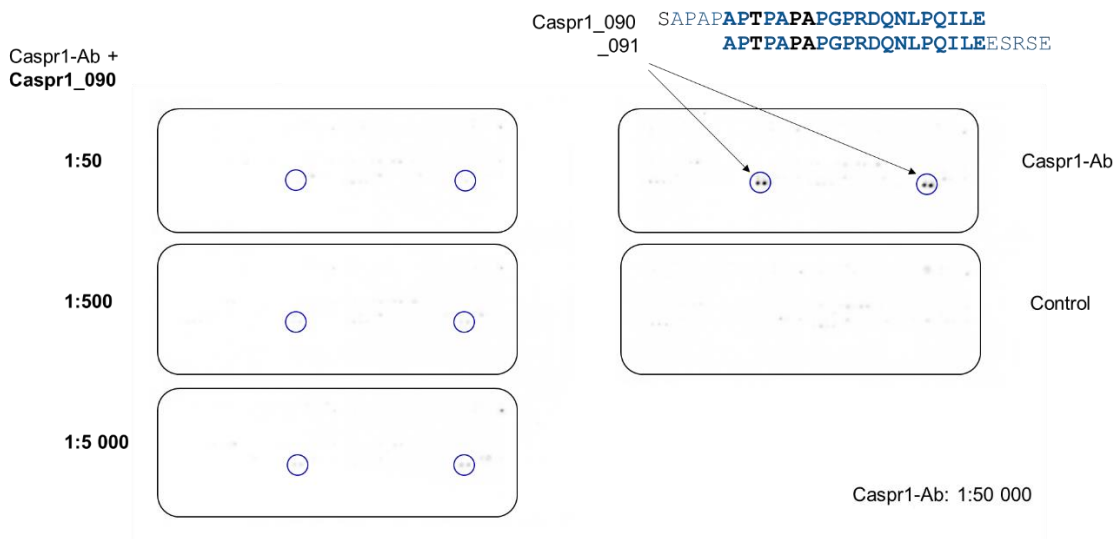 Caspr1_090 SAPAPAPTPAPAPGPRDQNLPQILE
_091 APTPAPAPGPRDQNLPQILEESRSE
Caspr1-Ab +
Caspr1_090
1:50
Caspr1-Ab
1:500
Control
1:5 000
Caspr1-Ab: 1:50 000